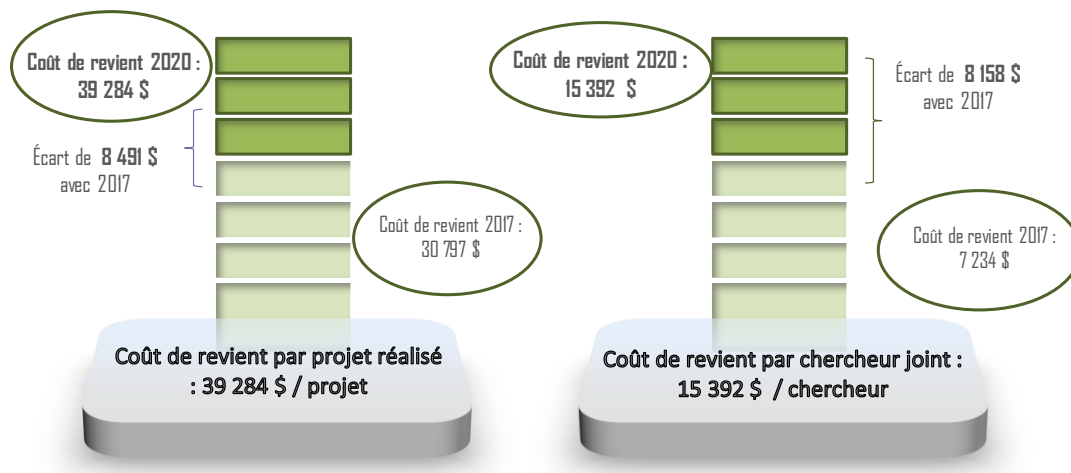 Coût de revient 2020 :
39 284 $
Écart de 8 491 $
avec 2017
Coût de revient 2017 :
30 797 $
Coût de revient par projet réalisé
: 39 284 $ / projet
Coût de revient 2020 :
15 392 $
Écart de 8 158 $
avec 2017
Coût de revient 2017 :
7 234 $
Coût de revient par chercheur joint :
15 392 $ / chercheur